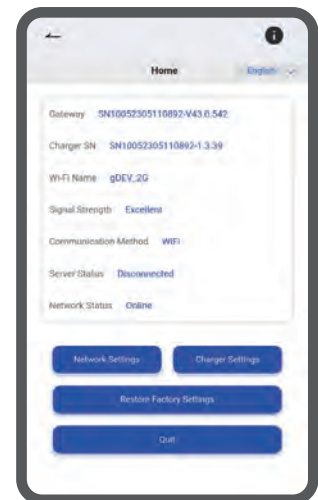 Home English
Gateway SN10052305110892-V43.0.542
Charger SN SN10052305110892-1.3.39
Wi-Fi Name gDEV_2G
Signal Strength Excellent
Communication Method WIFI
Server Status Disconnected
Network Status Online
Network Settings Charger Settings
Restore Factory Settings
Quit